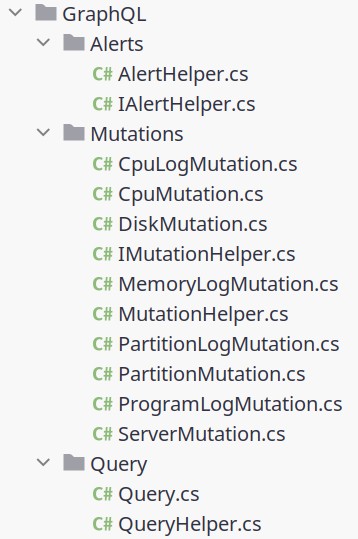 GraphQL
Alerts
C# AlertHelper.cs
C# IAlertHelper.cs
Mutations
C# CpuLogMutation.cs
C# CpuMutation.cs
C# DiskMutation.cs
C# IMutationHelper.cs
C# MemoryLogMutation.cs
C# MutationHelper.cs
C# PartitionLogMutation.cs
C# PartitionMutation.cs
C# ProgramLogMutation.cs
C# ServerMutation.cs
Query
C# Query.cs
C# QueryHelper.cs